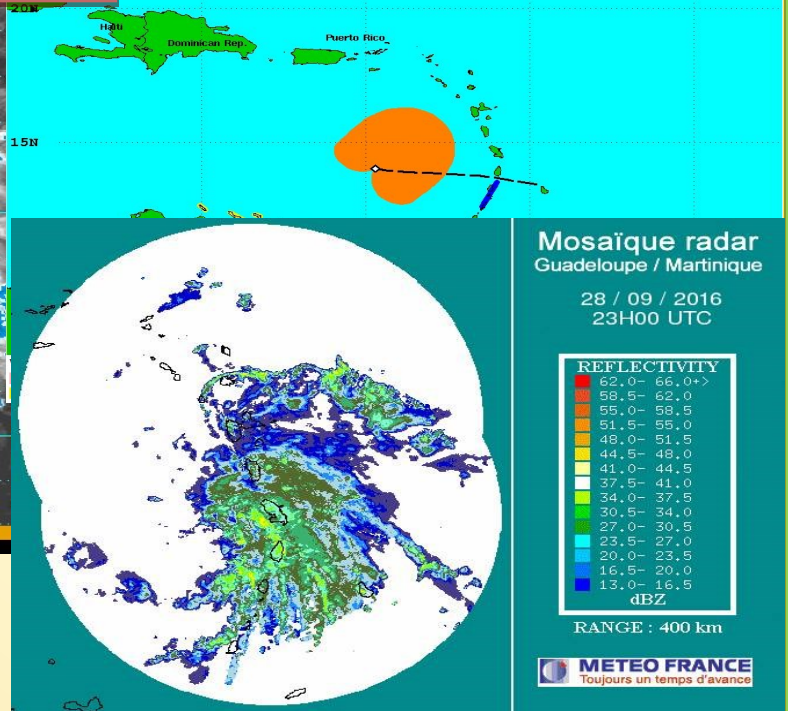 20N
Haiti
Dominican Rep.
Puerto Rico
15N
Mosaïque radar
Guadeloupe / Martinique
28 / 09 / 2016
23H00 UTC
REFLECTIVITY
62.0- 66.0+>
58.5- 62.0
55.0- 58.5
51.5- 55.0
48.0- 51.5
44.5- 48.0
41.0- 44.5
37.5- 41.0
34.0- 37.5
30.5- 34.0
27.0- 30.5
23.5- 27.0
20.0- 23.5
16.5- 20.0
13.0- 16.5
dBZ
RANGE : 400 km
METEO FRANCE
Toujours un temps d'avance